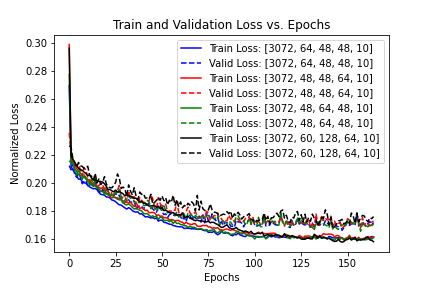 Train and Validation Loss vs. Epochs
Normalized Loss
0.30
0.28
0.26
0.24
0.22
0.20
0.18
0.16
Train Loss: [3072, 64, 48, 48, 10]
Valid Loss: [3072, 64, 48, 48, 10]
Train Loss: [3072, 48, 48, 64, 10]
Valid Loss: [3072, 48, 48, 64, 10]
Train Loss: [3072, 48, 64, 48, 10]
Valid Loss: [3072, 48, 64, 48, 10]
Train Loss: [3072, 60, 128, 64, 10]
Valid Loss: [3072, 60, 128, 64, 10]
0 25 50 75 100 125 150
Epochs